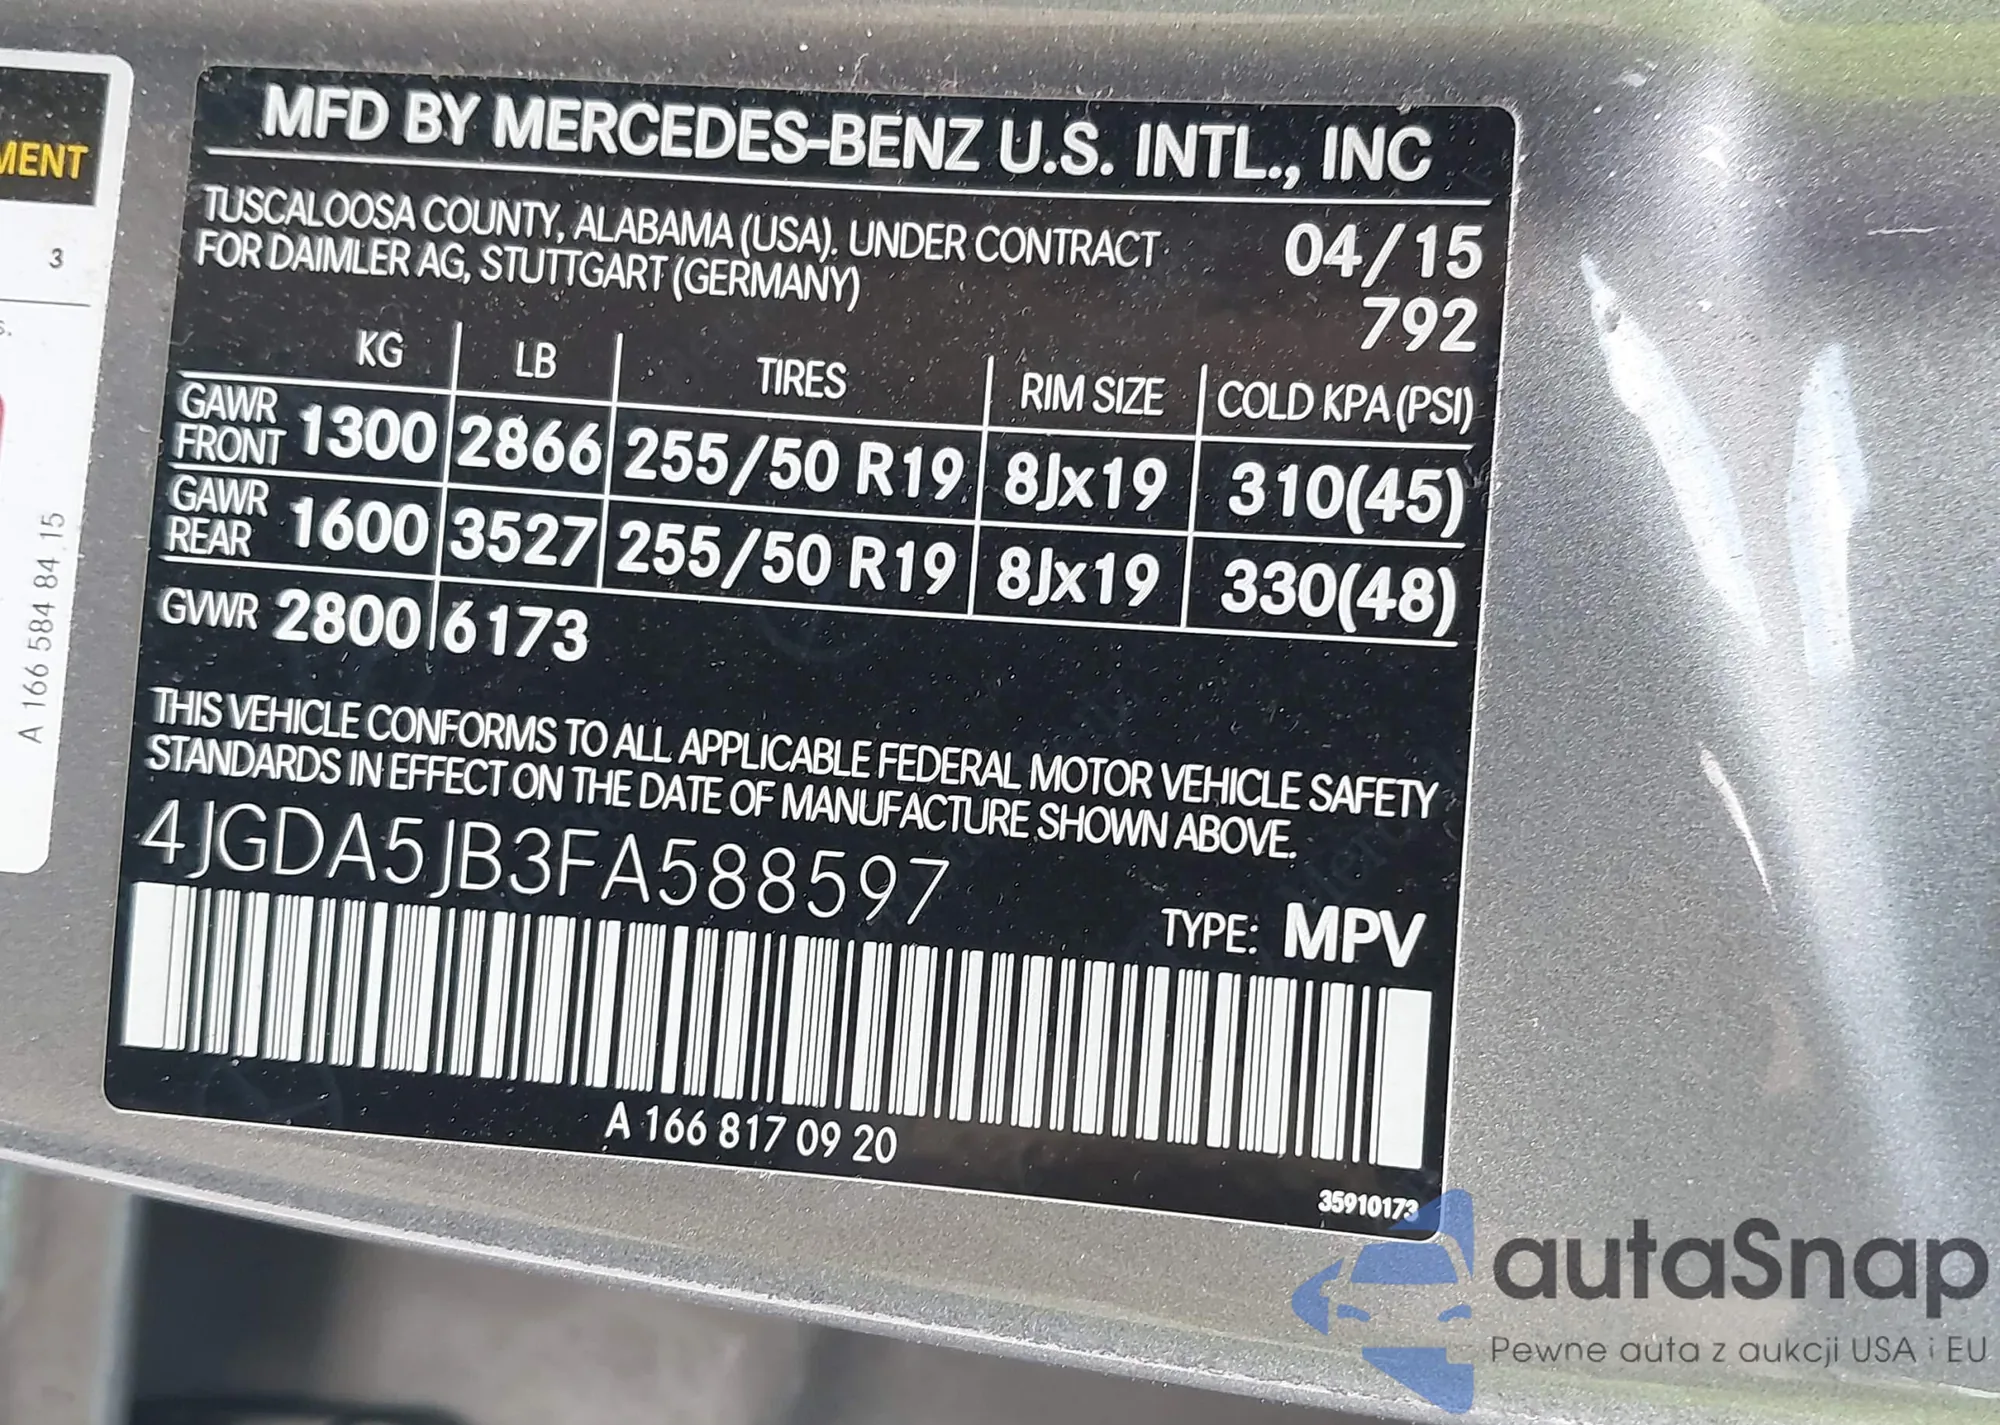 MENT
3
s.
A 166 584 84 15
MFD BY MERCEDES-BENZ U.S. INTL., INC
TUSCALOOSA COUNTY, ALABAMA (USA). UNDER CONTRACT
FOR DAIMLER AG, STUTTGART (GERMANY)
04/15
792
KG LB TIRES RIM SIZE COLD KPA (PSI)
GAWR FRONT 1300 2866 255/50 R19 8Jx19 310(45)
GAWR REAR 1600 3527 255/50 R19 8Jx19 330(48)
GVWR 2800 6173
THIS VEHICLE CONFORMS TO ALL APPLICABLE FEDERAL MOTOR VEHICLE SAFETY
STANDARDS IN EFFECT ON THE DATE OF MANUFACTURE SHOWN ABOVE.
4JGDA5JB3FA588597
TYPE: MPV
A 166 817 09 20
35910173
autaSnap
Pewne auta z aukcji USA i EU